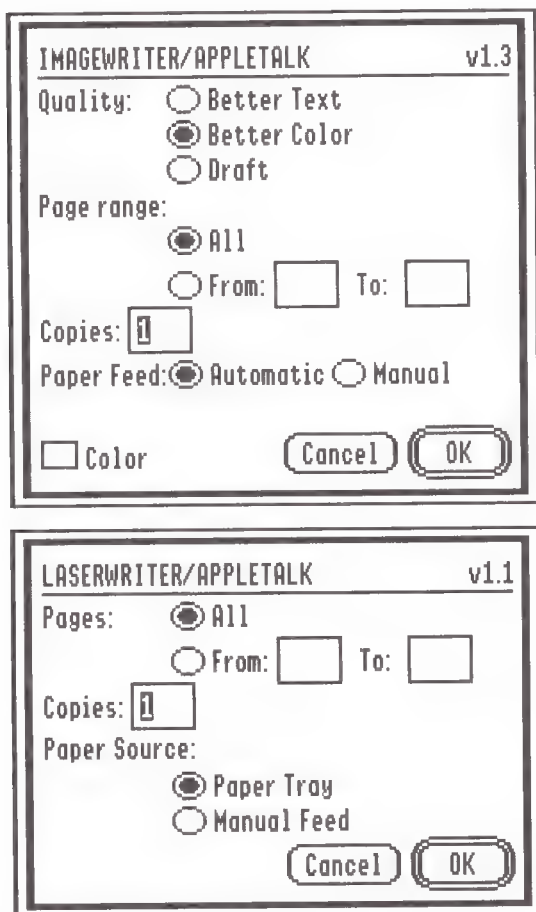 IMAGEWRITER/APPLETALK v1.3
Quality: Better Text
Better Color
Draft
Page range:
All
From: To:
Copies: 1
Paper Feed: Automatic Manual
Color Cancel OK
LASERWRITER/APPLETALK v1.1
Pages: All
From: To:
Copies: 1
Paper Source:
Paper Tray
Manual Feed
Cancel OK